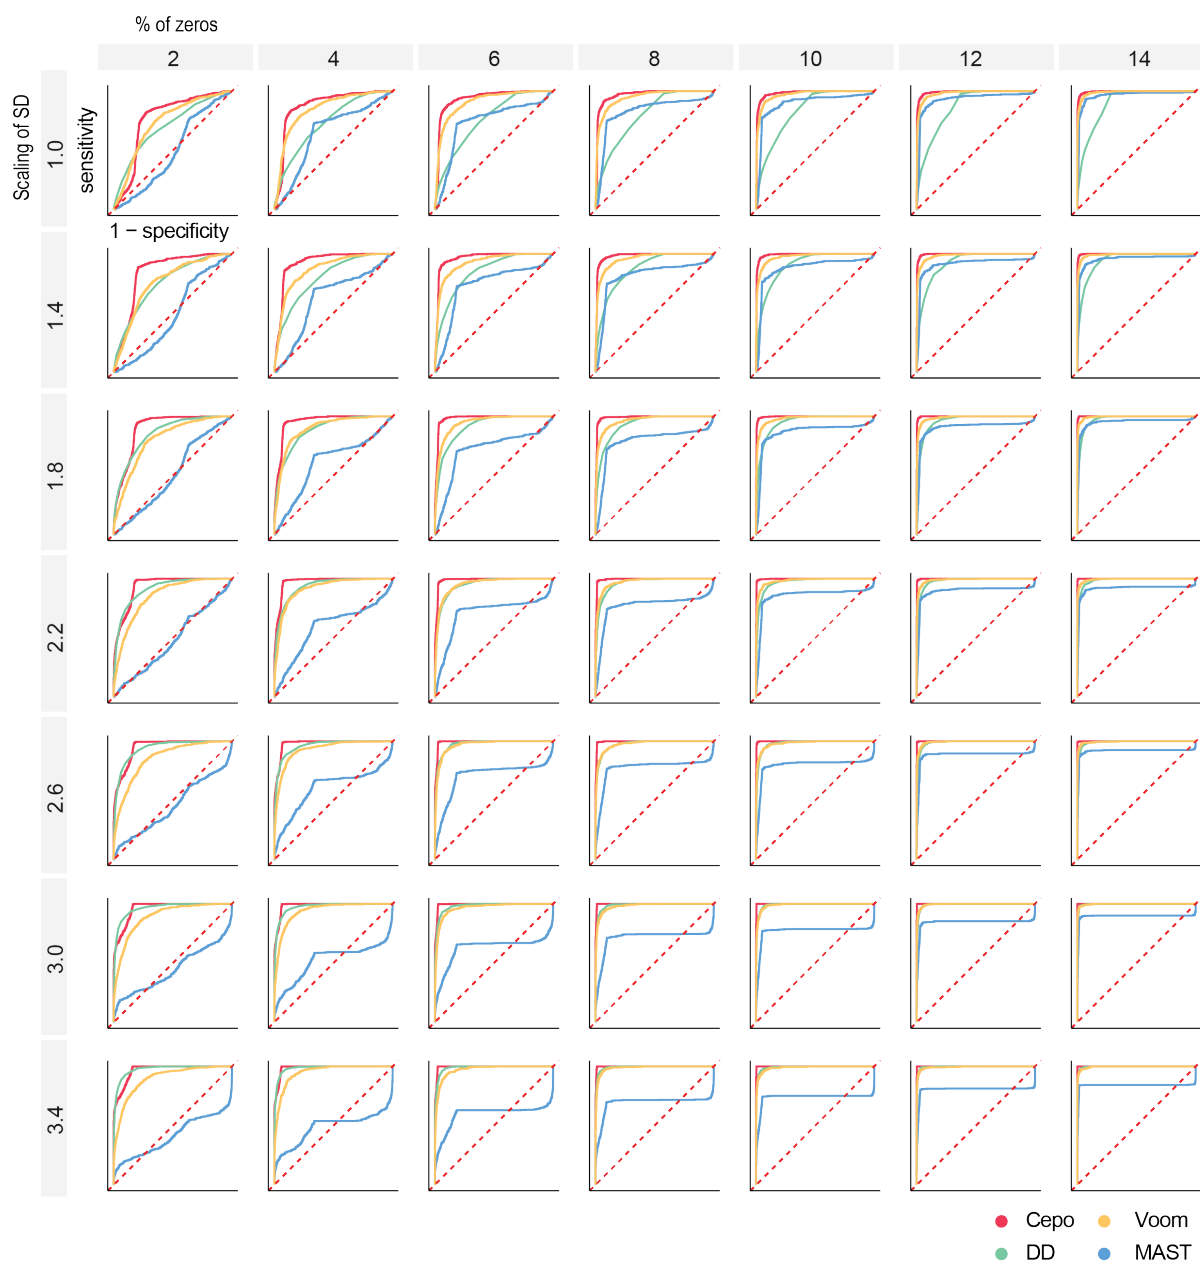 % of zeros
2 4 6 8 10 12 14
Scaling of SD
sensitivity
1.0
1 − specificity
1.4
1.8
2.2
2.6
3.0
3.4
Cepo Voom
DD MAST